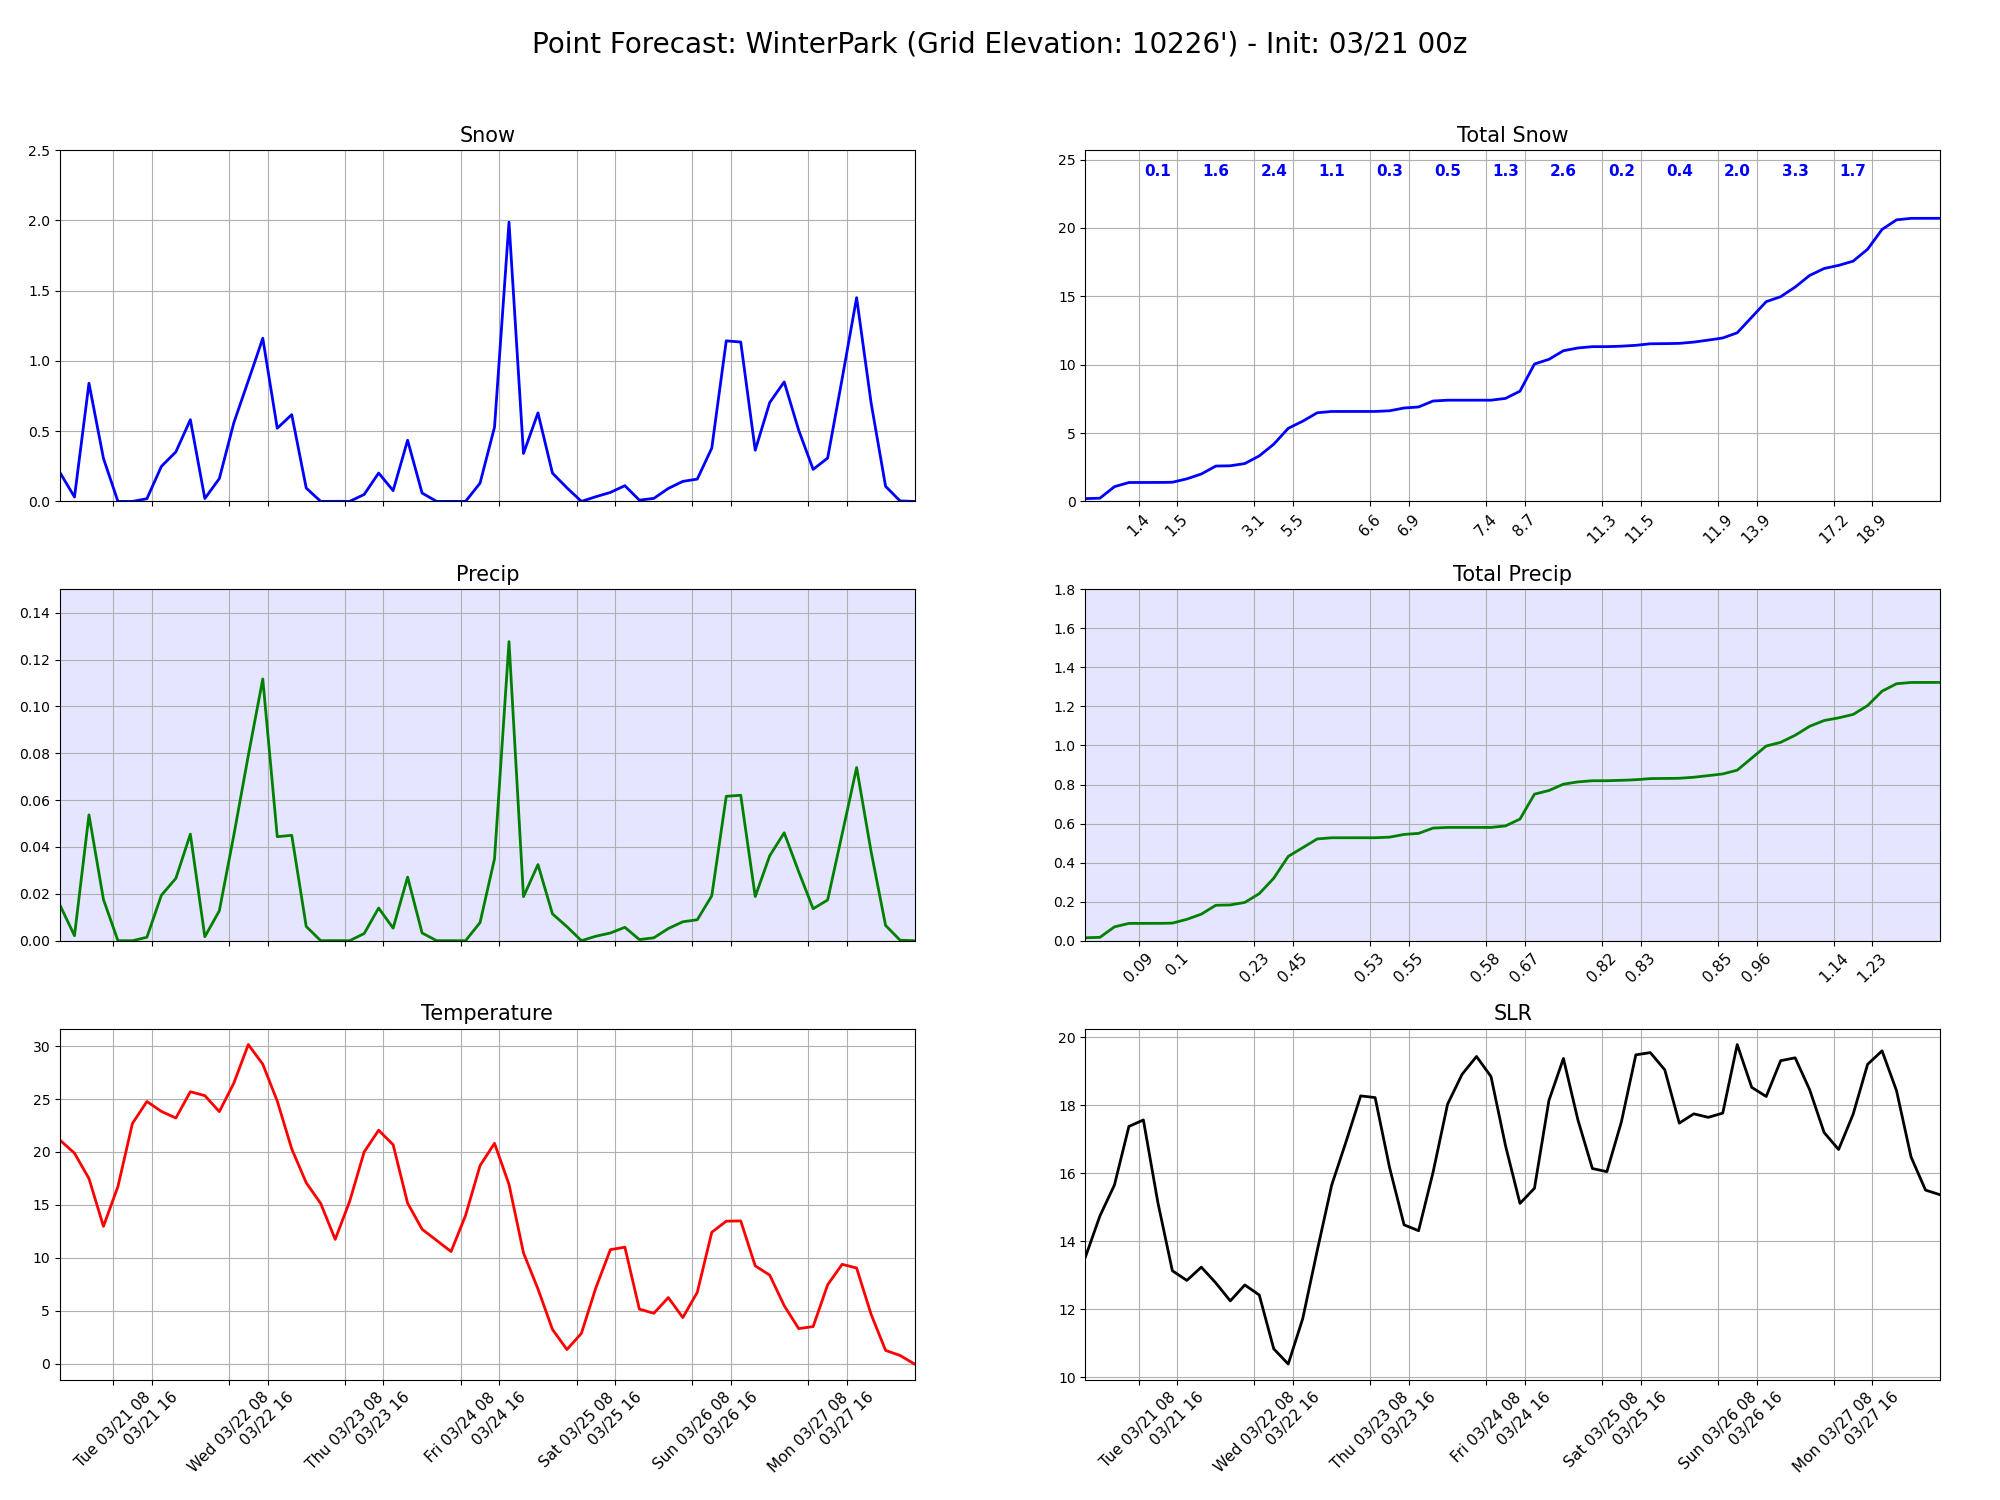 Point Forecast: WinterPark (Grid Elevation: 10226') - Init: 03/21 00z
Snow
2.5
2.0
1.5
1.0
0.5
0.0
Total Snow
0.1 1.6 2.4 1.1 0.3 0.5 1.3 2.6 0.2 0.4 2.0 3.3 1.7
25
20
15
10
5
0
1.4 1.5 3.1 5.5 6.6 6.9 7.4 8.7 11.3 11.5 11.9 13.9 17.2 18.9
Precip
0.14
0.12
0.10
0.08
0.06
0.04
0.02
0.00
Total Precip
1.8
1.6
1.4
1.2
1.0
0.8
0.6
0.4
0.2
0.0
0.09 0.1 0.23 0.45 0.53 0.55 0.58 0.67 0.82 0.83 0.85 0.96 1.14 1.23
Temperature
30
25
20
15
10
5
0
Tue 03/21 08
03/21 16
Wed 03/22 08
03/22 16
Thu 03/23 08
03/23 16
Fri 03/24 08
03/24 16
Sat 03/25 08
03/25 16
Sun 03/26 08
03/26 16
Mon 03/27 08
03/27 16
SLR
20
18
16
14
12
10
Tue 03/21 08
03/21 16
Wed 03/22 08
03/22 16
Thu 03/23 08
03/23 16
Fri 03/24 08
03/24 16
Sat 03/25 08
03/25 16
Sun 03/26 08
03/26 16
Mon 03/27 08
03/27 16